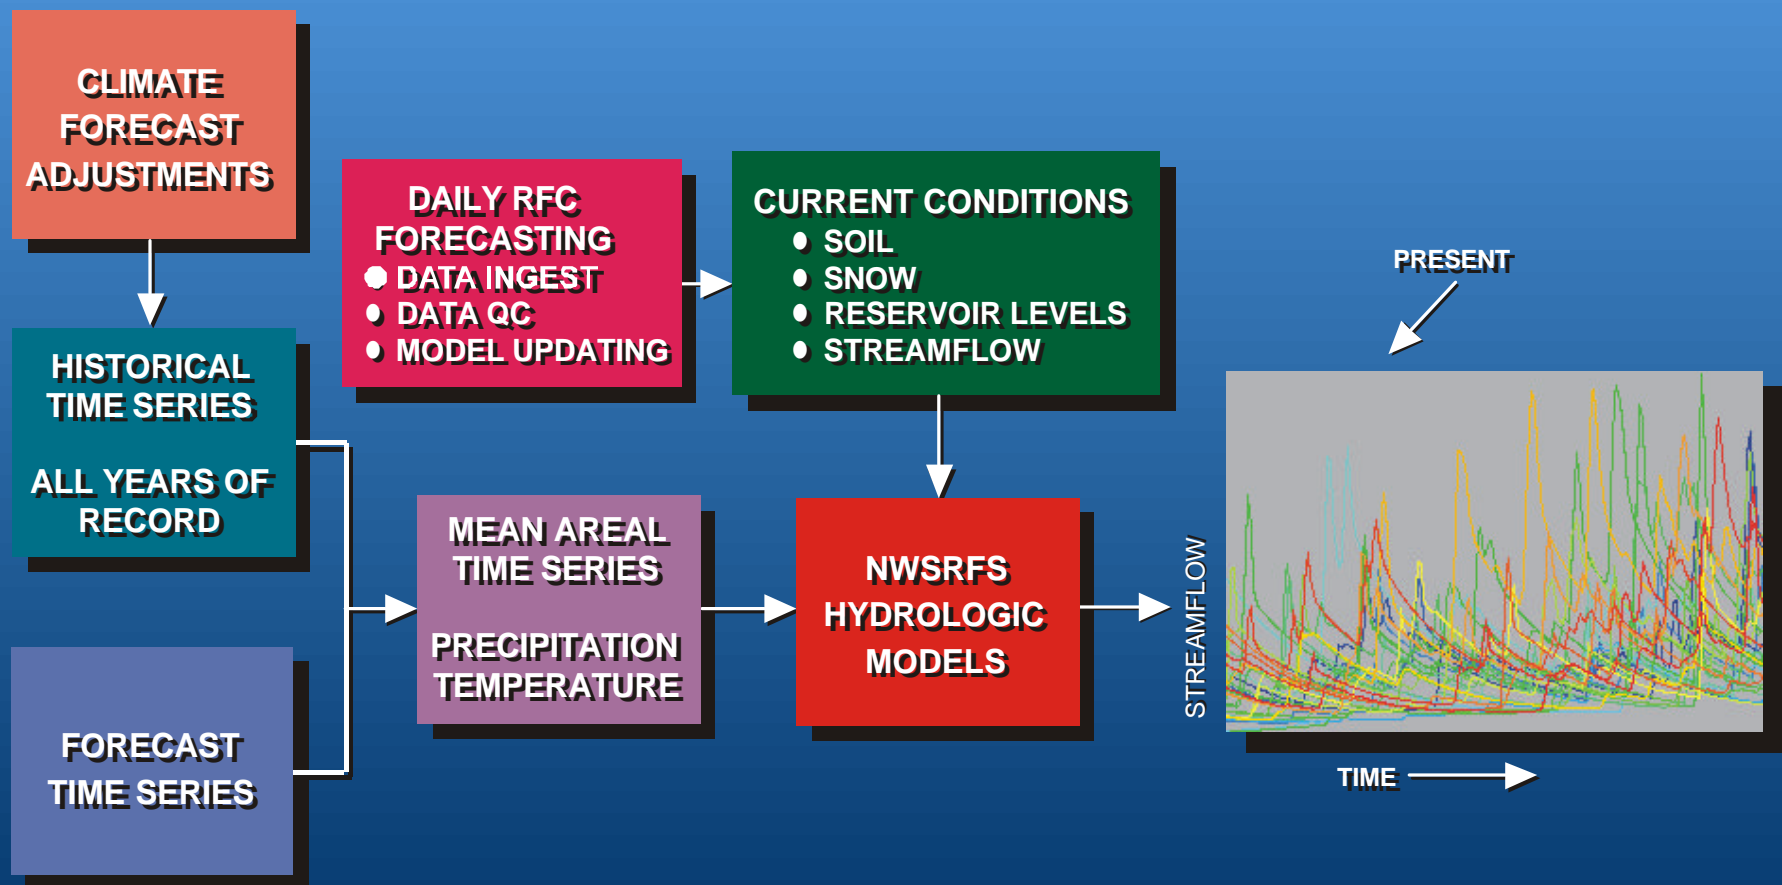 CLIMATE
FORECAST
ADJUSTMENTS
HISTORICAL
TIME SERIES
ALL YEARS OF
RECORD
FORECAST
TIME SERIES
DAILY RFC
FORECASTING
● DATA INGEST
● DATA QC
● MODEL UPDATING
MEAN AREAL
TIME SERIES
PRECIPITATION
TEMPERATURE
CURRENT CONDITIONS
● SOIL
● SNOW
● RESERVOIR LEVELS
● STREAMFLOW
NWSRFS
HYDROLOGIC
MODELS
PRESENT
STREAMFLOW
TIME